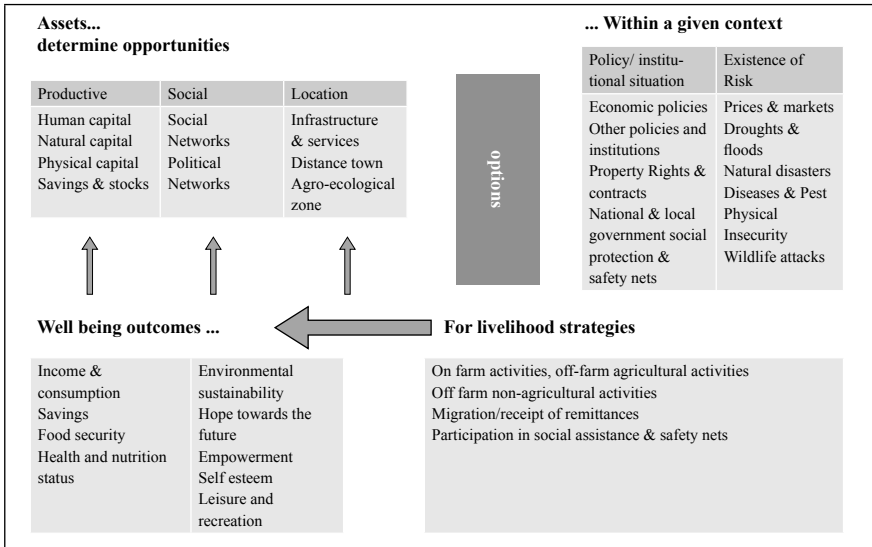 Assets...
determine opportunities
Productive
Human capital
Natural capital
Physical capital
Savings & stocks
Social
Social
Networks
Political
Networks
Location
Infrastructure
& services
Distance town
Agro-ecological
zone
options
... Within a given context
Policy/ institu-
tional situation
Economic policies
Other policies and
institutions
Property Rights &
contracts
National & local
government social
protection &
safety nets
Existence of
Risk
Prices & markets
Droughts &
floods
Natural disasters
Diseases & Pest
Physical
Insecurity
Wildlife attacks
Well being outcomes ...
Income &
consumption
Savings
Food security
Health and nutrition
status
Environmental
sustainability
Hope towards the
future
Empowerment
Self esteem
Leisure and
recreation
For livelihood strategies
On farm activities, off-farm agricultural activities
Off farm non-agricultural activities
Migration/receipt of remittances
Participation in social assistance & safety nets